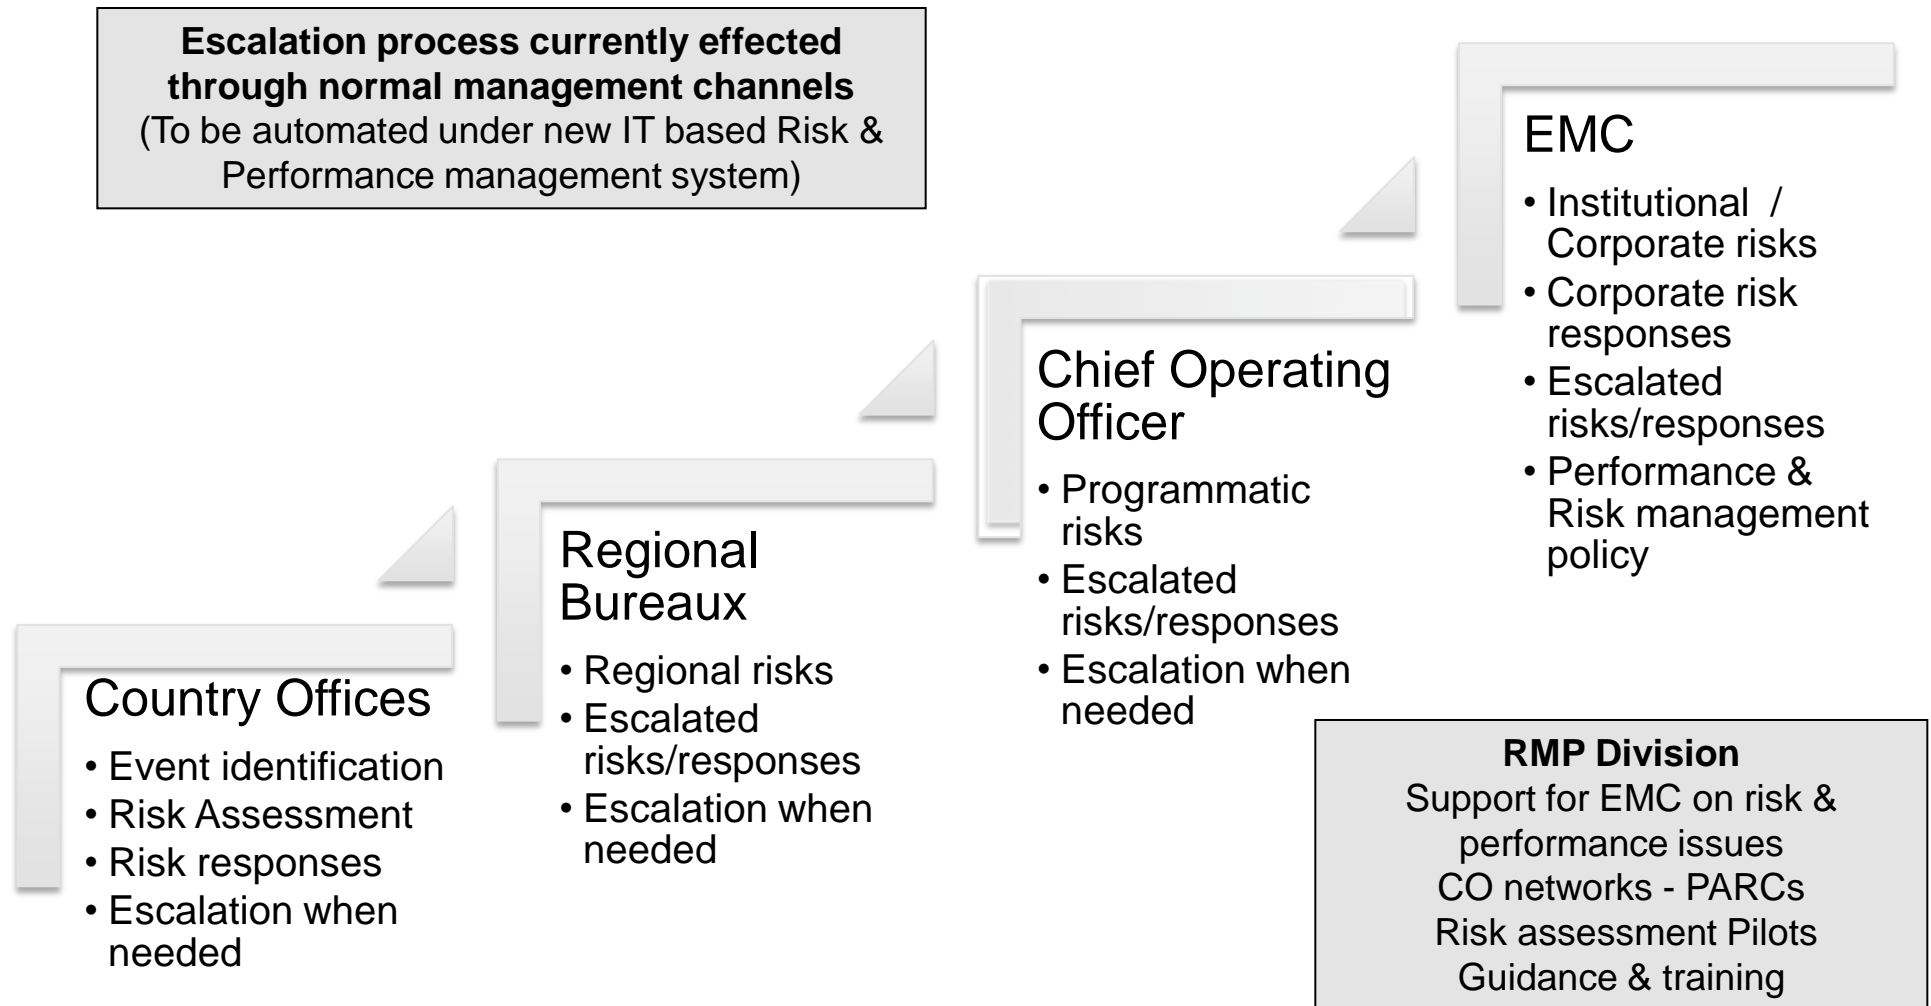 Escalation process currently effected
through normal management channels
(To be automated under new IT based Risk &
Performance management system)
EMC
• Institutional /
Corporate risks
• Corporate risk
responses
• Escalated
risks/responses
• Performance &
Risk management
policy
Chief Operating
Officer
• Programmatic
risks
• Escalated
risks/responses
• Escalation when
needed
Regional
Bureaux
• Regional risks
• Escalated
risks/responses
• Escalation when
needed
Country Offices
• Event identification
• Risk Assessment
• Risk responses
• Escalation when
needed
RMP Division
Support for EMC on risk &
performance issues
CO networks - PARCs
Risk assessment Pilots
Guidance & training